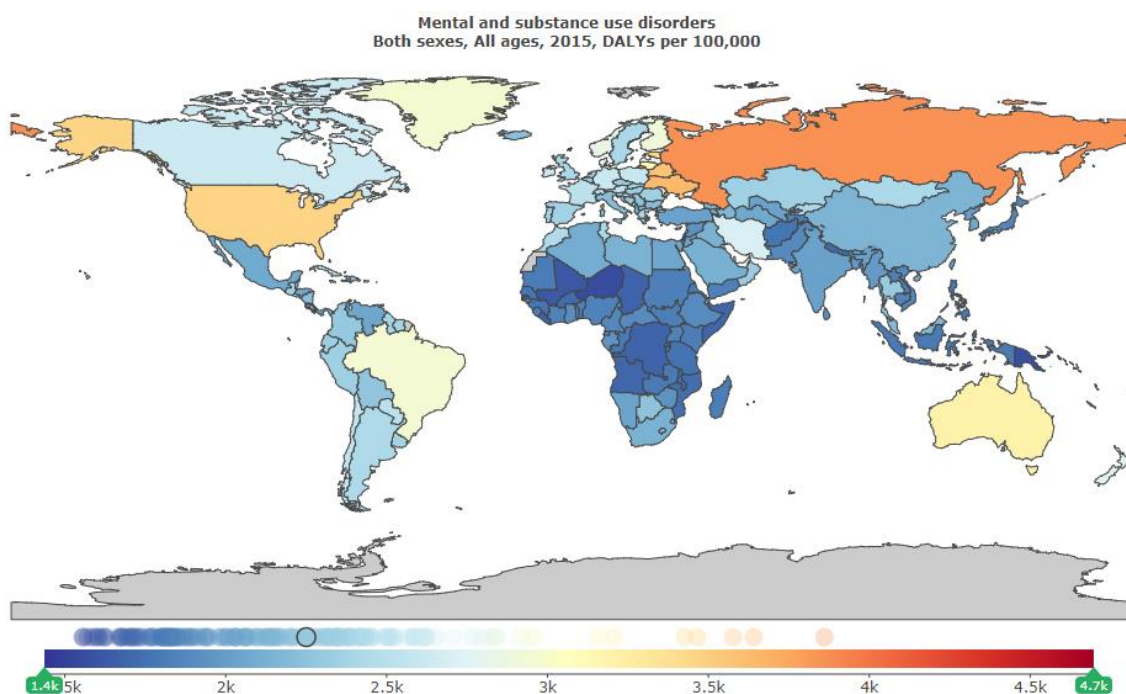 Mental and substance use disorders
Both sexes, All ages, 2015, DALYs per 100,000
1.4k 5k 2k 2.5k 3k 3.5k 4k 4.5k 4.7k